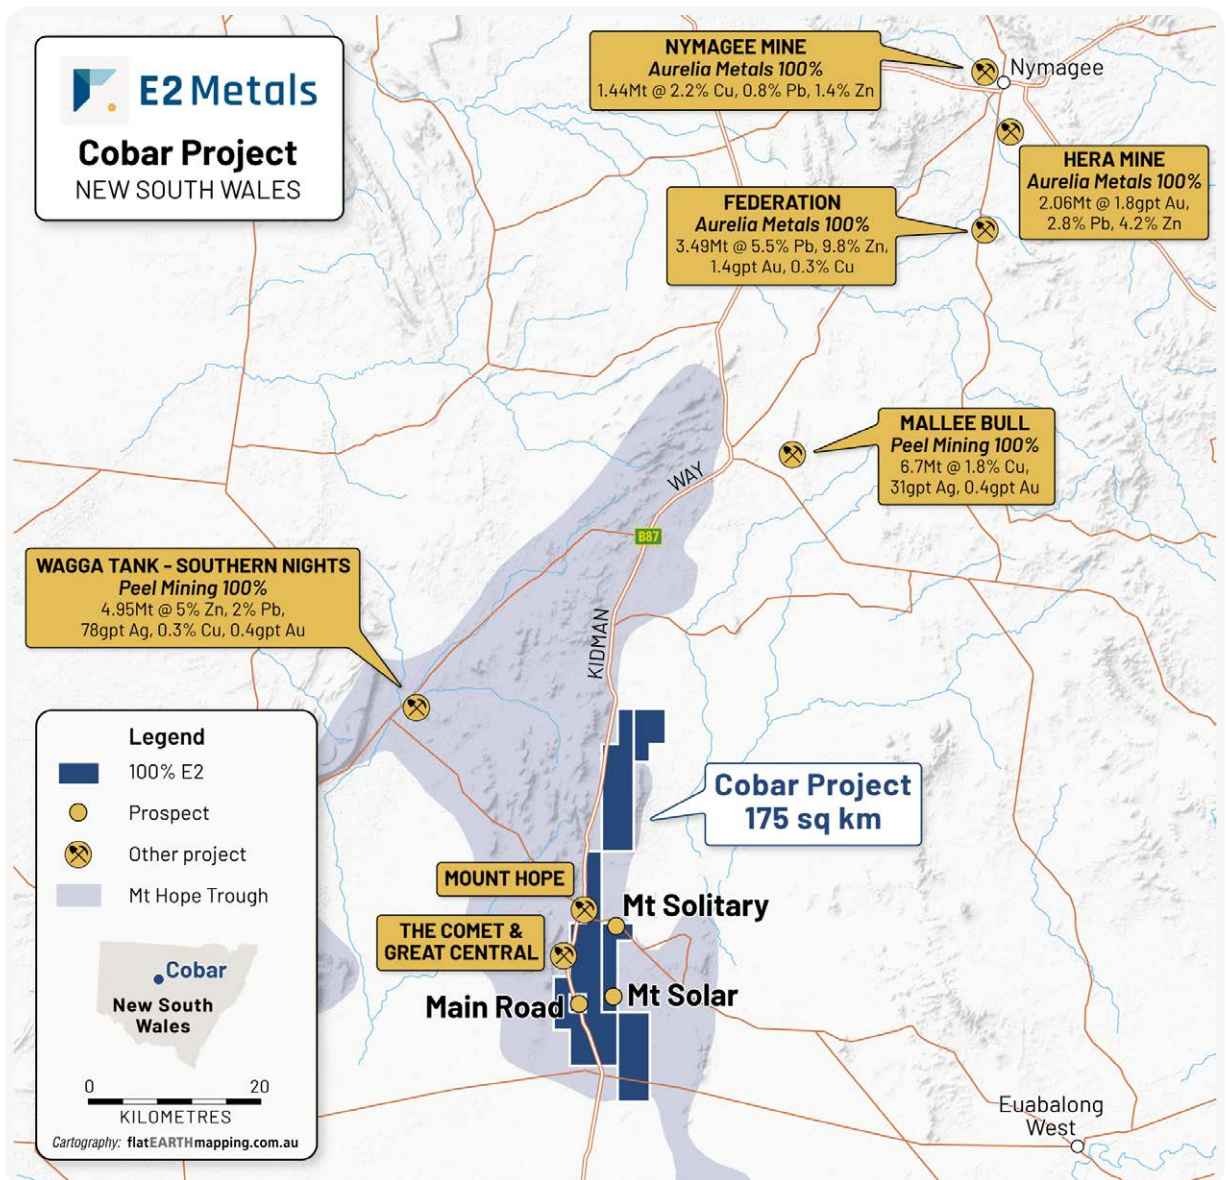 E2 Metals
Cobar Project
NEW SOUTH WALES
NYMAGEE MINE
Aurelia Metals 100%
1.44Mt @ 2.2% Cu, 0.8% Pb, 1.4% Zn
Nymagee
HERA MINE
Aurelia Metals 100%
2.06Mt @ 1.8gpt Au,
2.8% Pb, 4.2% Zn
FEDERATION
Aurelia Metals 100%
3.49Mt @ 5.5% Pb, 9.8% Zn,
1.4gpt Au, 0.3% Cu
MALLEE BULL
Peel Mining 100%
6.7Mt @ 1.8% Cu,
31gpt Ag, 0.4gpt Au
KIDMAN WAY
B87
WAGGA TANK - SOUTHERN NIGHTS
Peel Mining 100%
4.95Mt @ 5% Zn, 2% Pb,
78gpt Ag, 0.3% Cu, 0.4gpt Au
Cobar Project
175 sq km
MOUNT HOPE
Mt Solitary
THE COMET &
GREAT CENTRAL
Main Road
Mt Solar
Euabalong
West
Legend
100% E2
Prospect
Other project
Mt Hope Trough
Cobar
New South
Wales
0 20
KILOMETRES
Cartography: flatEARTHmapping.com.au